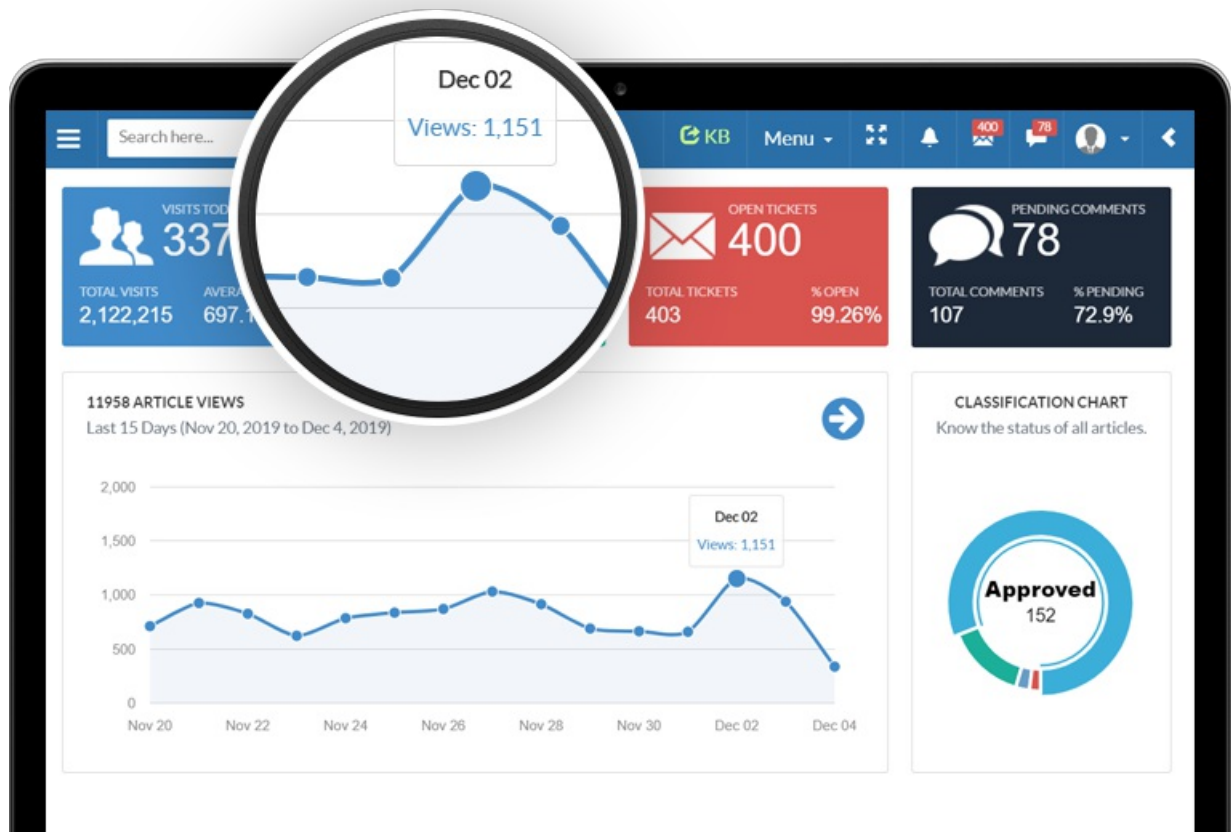 Dec 02
Views: 1,151
Search here...
KB
Menu
400
78
VISITS
337
TOTAL VISITS
2,122,215
OPEN TICKETS
400
TOTAL TICKETS
403
% OPEN
99.26%
PENDING COMMENTS
78
TOTAL COMMENTS
107
% PENDING
72.9%
11958 ARTICLE VIEWS
Last 15 Days (Nov 20, 2019 to Dec 4, 2019)
2,000
1,500
1,000
500
0
Dec 02
Views: 1,151
Nov 20
Nov 22
Nov 24
Nov 26
Nov 28
Nov 30
Dec 02
Dec 04
CLASSIFICATION CHART
Know the status of all articles.
Approved
152